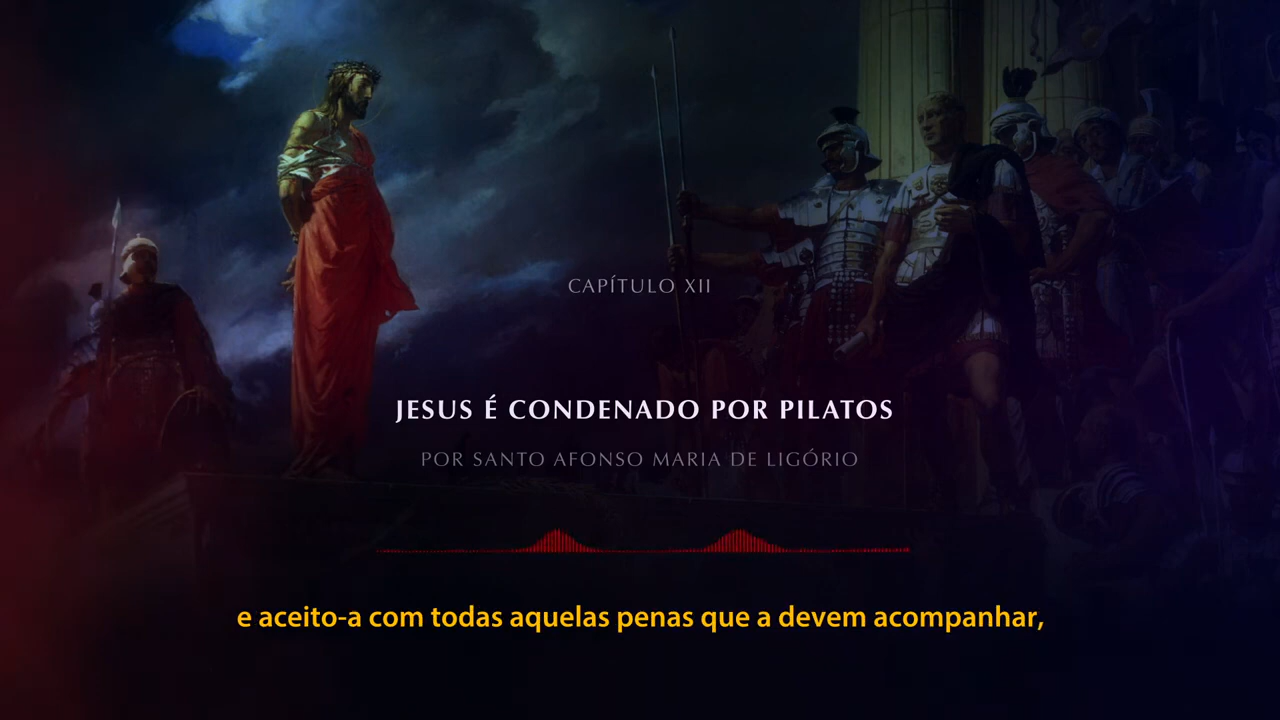 CAPÍTULO XII
JESUS É CONDENADO POR PILATOS
POR SANTO AFONSO MARIA DE LIGÓRIO
e aceito-a com todas aquelas penas que a devem acompanhar,